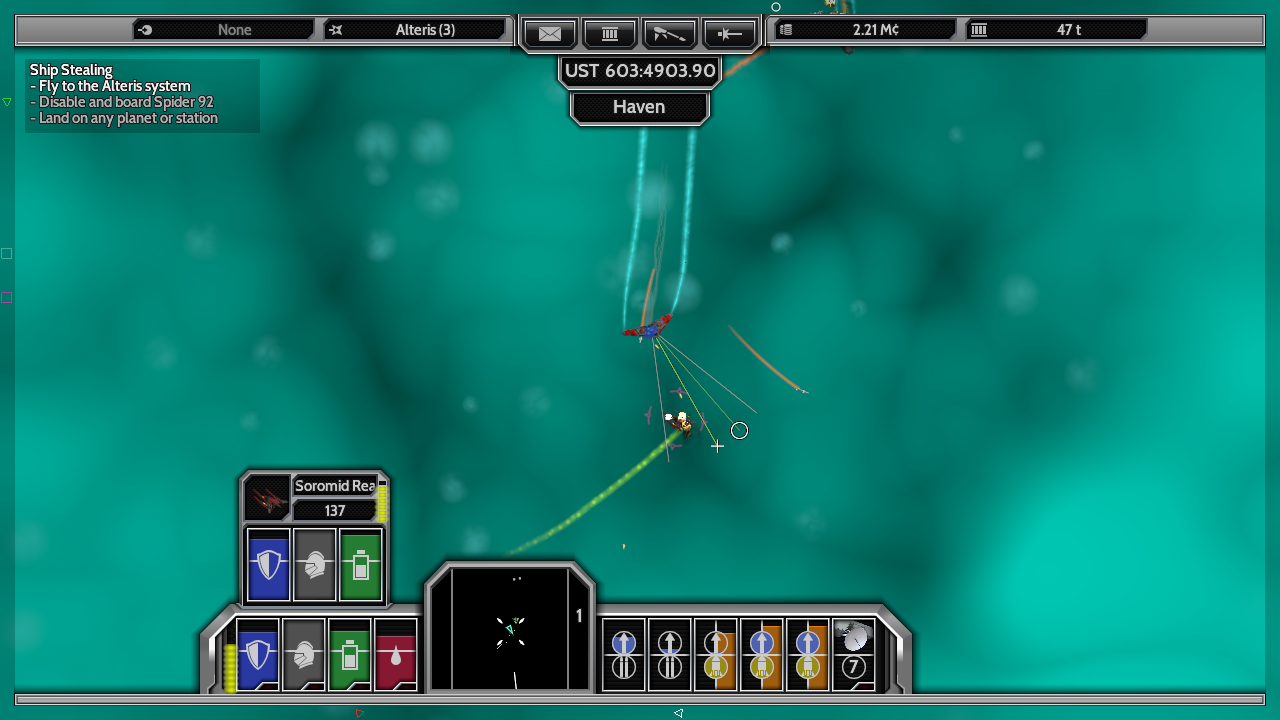 None
Alteris (3)
2.21 M¢
47 t
UST 603:4903.90
Haven
Ship Stealing
- Fly to the Alteris system
- Disable and board Spider 92
- Land on any planet or station
Soromid Rea
137
1
7